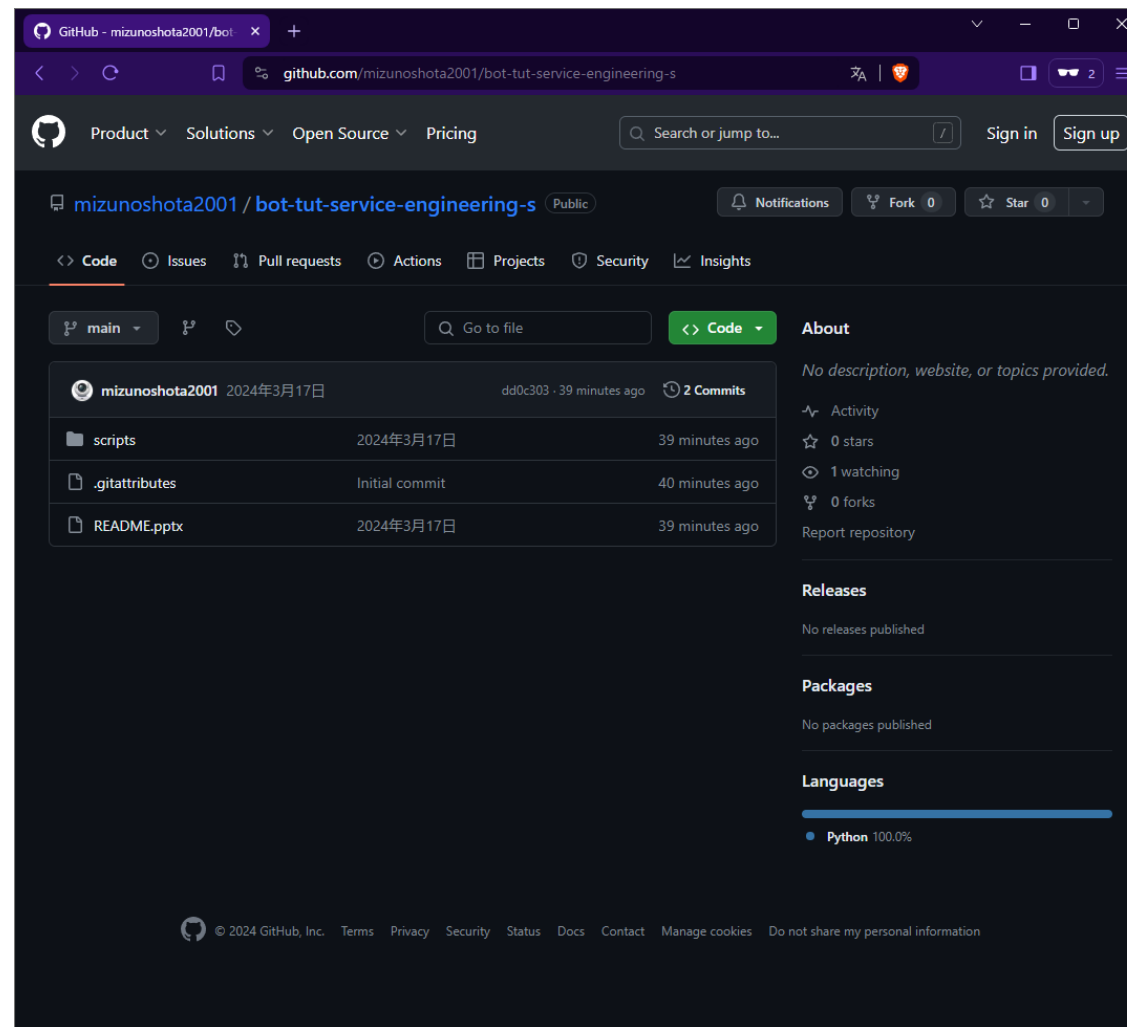 GitHub - mizunoshota2001/bot-
github.com/mizunoshota2001/bot-tut-service-engineering-s
2
Product Solutions Open Source Pricing Search or jump to... / Sign in Sign up
mizunoshota2001 / bot-tut-service-engineering-s Public Notifications Fork 0 Star 0
Code Issues Pull requests Actions Projects Security Insights
main Go to file Code
mizunoshota2001 2024年3月17日 dd0c303 · 39 minutes ago 2 Commits
scripts 2024年3月17日 39 minutes ago
.gitattributes Initial commit 40 minutes ago
README.pptx 2024年3月17日 39 minutes ago
About
No description, website, or topics provided.
Activity
0 stars
1 watching
0 forks
Report repository
Releases
No releases published
Packages
No packages published
Languages
Python 100.0%
© 2024 GitHub, Inc. Terms Privacy Security Status Docs Contact Manage cookies Do not share my personal information